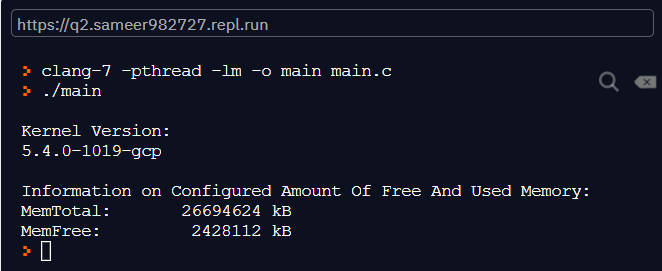 https://q2.sameer982727.repl.run
> clang-7 -pthread -lm -o main main.c
> ./main
Kernel Version:
5.4.0-1019-gcp
Information on Configured Amount Of Free And Used Memory:
MemTotal:       26694624 kB
MemFree:         2428112 kB
>